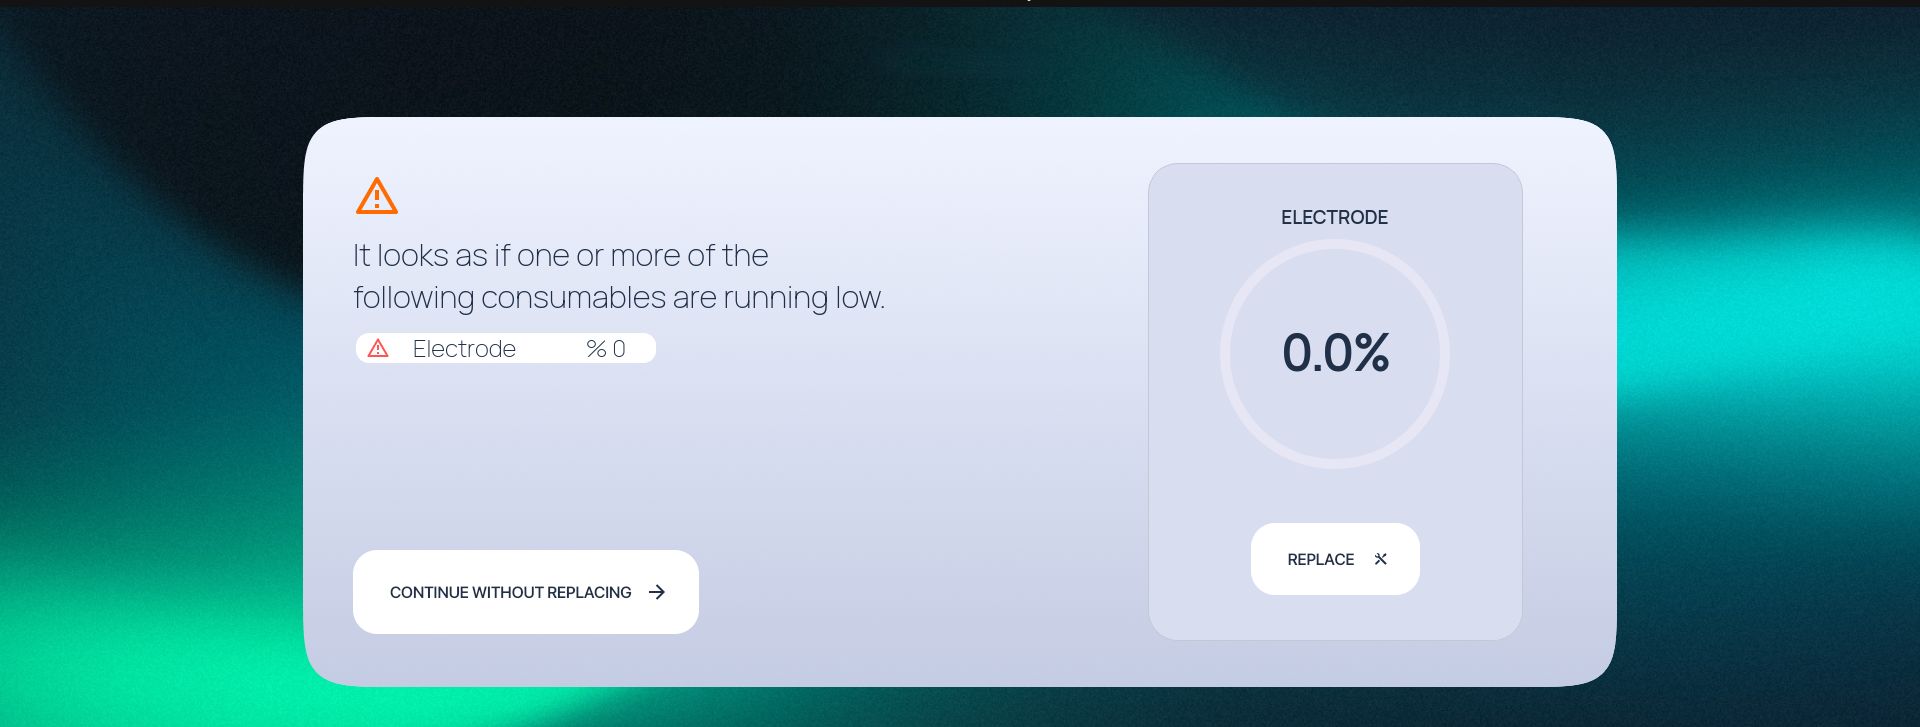 It looks as if one or more of the
following consumables are running low.
Electrode % 0
CONTINUE WITHOUT REPLACING
ELECTRODE
0.0%
REPLACE